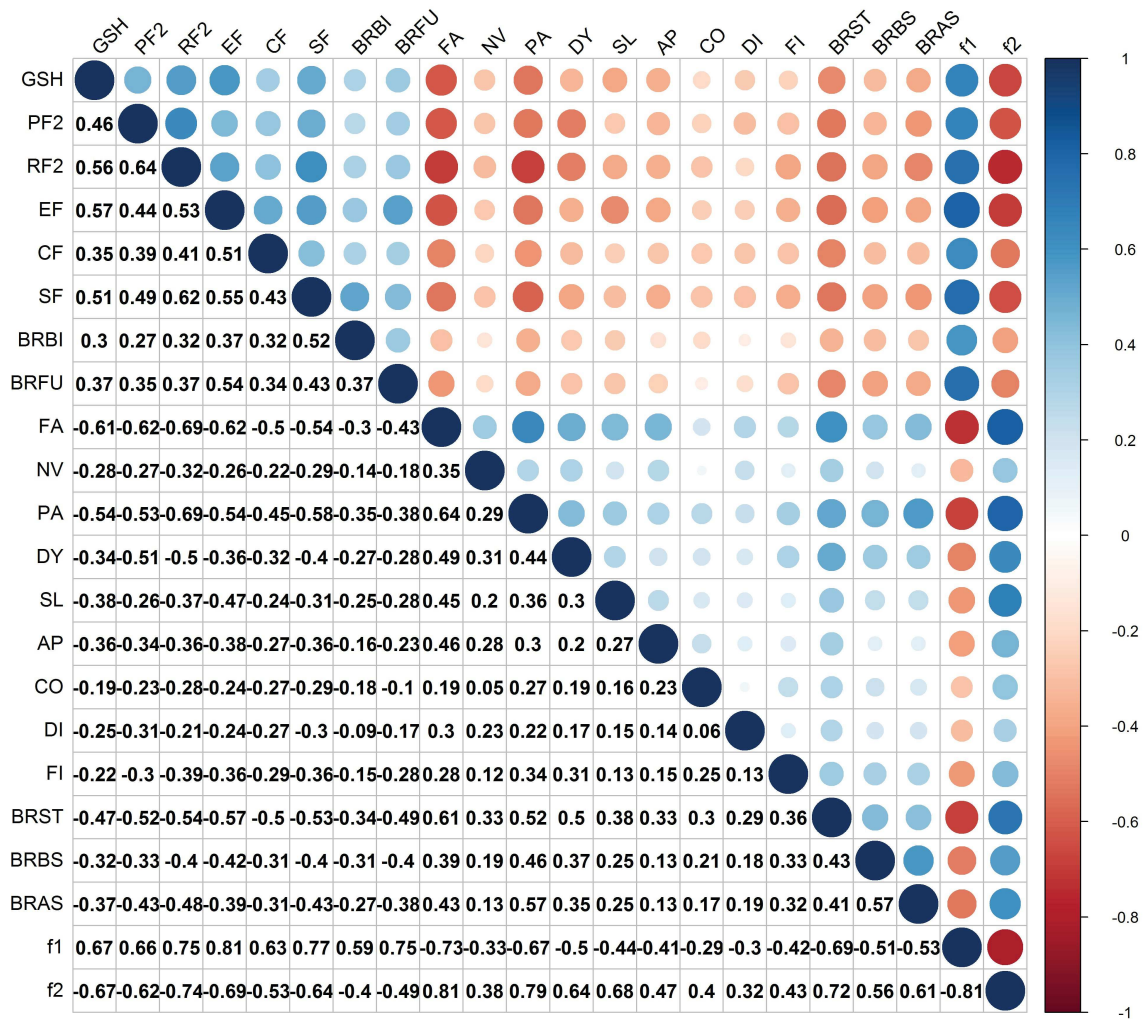 GSH PF2 RF2 EF CF SF BRBI BRFU FA NV PA DY SL AP CO DI FI BRST BRBS BRAS f1 f2
GSH
PF2 0.46
RF2 0.56 0.64
EF 0.57 0.44 0.53
CF 0.35 0.39 0.41 0.51
SF 0.51 0.49 0.62 0.55 0.43
BRBI 0.3 0.27 0.32 0.37 0.32 0.52
BRFU 0.37 0.35 0.37 0.54 0.34 0.43 0.37
FA -0.61 -0.62 -0.69 -0.62 -0.5 -0.54 -0.3 -0.43
NV -0.28 -0.27 -0.32 -0.26 -0.22 -0.29 -0.14 -0.18 0.35
PA -0.54 -0.53 -0.69 -0.54 -0.45 -0.58 -0.35 -0.38 0.64 0.29
DY -0.34 -0.51 -0.5 -0.36 -0.32 -0.4 -0.27 -0.28 0.49 0.31 0.44
SL -0.38 -0.26 -0.37 -0.47 -0.24 -0.31 -0.25 -0.28 0.45 0.2 0.36 0.3
AP -0.36 -0.34 -0.36 -0.38 -0.27 -0.36 -0.16 -0.23 0.46 0.28 0.3 0.2 0.27
CO -0.19 -0.23 -0.28 -0.24 -0.27 -0.29 -0.18 -0.1 0.19 0.05 0.27 0.19 0.16 0.23
DI -0.25 -0.31 -0.21 -0.24 -0.27 -0.3 -0.09 -0.17 0.3 0.23 0.22 0.17 0.15 0.14 0.06
FI -0.22 -0.3 -0.39 -0.36 -0.29 -0.36 -0.15 -0.28 0.28 0.12 0.34 0.31 0.13 0.15 0.25 0.13
BRST -0.47 -0.52 -0.54 -0.57 -0.5 -0.53 -0.34 -0.49 0.61 0.33 0.52 0.5 0.38 0.33 0.3 0.29 0.36
BRBS -0.32 -0.33 -0.4 -0.42 -0.31 -0.4 -0.31 -0.4 0.39 0.19 0.46 0.37 0.25 0.13 0.21 0.18 0.33 0.43
BRAS -0.37 -0.43 -0.48 -0.39 -0.31 -0.43 -0.27 -0.38 0.43 0.13 0.57 0.35 0.25 0.13 0.17 0.19 0.32 0.41 0.57
f1 0.67 0.66 0.75 0.81 0.63 0.77 0.59 0.75 -0.73 -0.33 -0.67 -0.5 -0.44 -0.41 -0.29 -0.3 -0.42 -0.69 -0.51 -0.53
f2 -0.67 -0.62 -0.74 -0.69 -0.53 -0.64 -0.4 -0.49 0.81 0.38 0.79 0.64 0.68 0.47 0.4 0.32 0.43 0.72 0.56 0.61 -0.81
1
0.8
0.6
0.4
0.2
0
-0.2
-0.4
-0.6
-0.8
-1